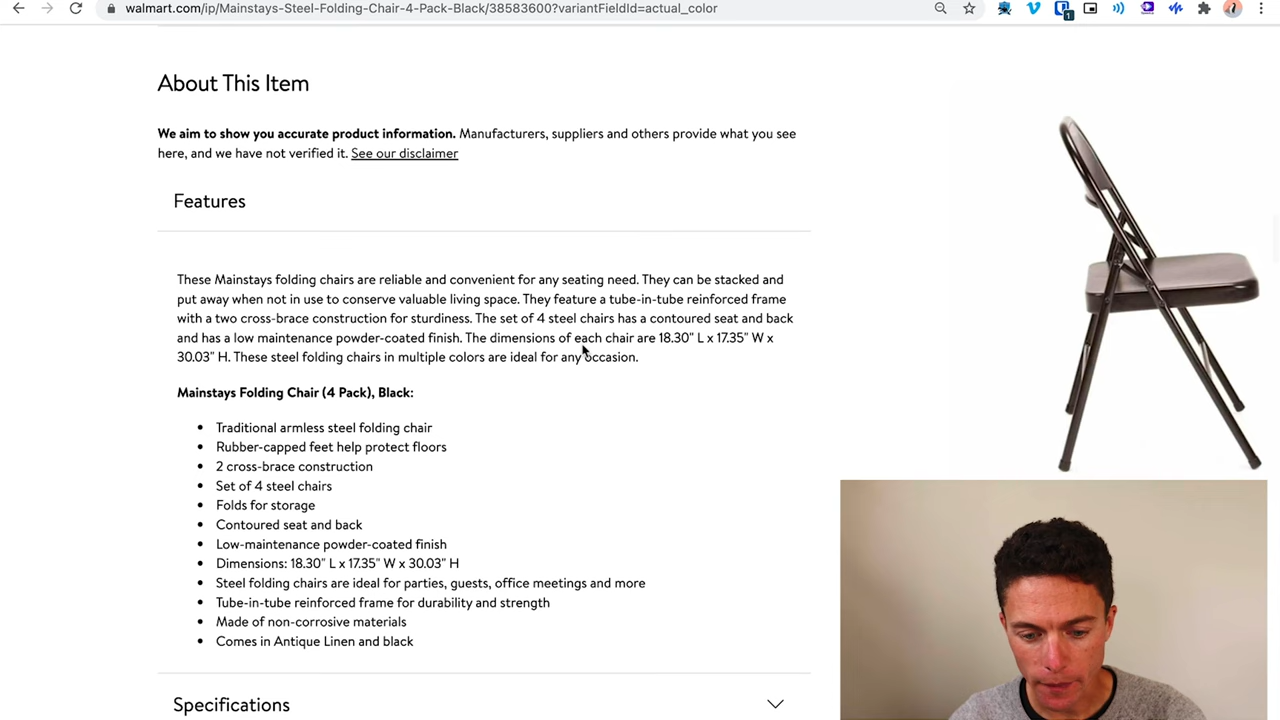 walmart.com/ip/Mainstays-Steel-Folding-Chair-4-Pack-Black/38583600?variantFieldId=actual_color
1
About This Item
We aim to show you accurate product information. Manufacturers, suppliers and others provide what you see
here, and we have not verified it. See our disclaimer
Features
These Mainstays folding chairs are reliable and convenient for any seating need. They can be stacked and
put away when not in use to conserve valuable living space. They feature a tube-in-tube reinforced frame
with a two cross-brace construction for sturdiness. The set of 4 steel chairs has a contoured seat and back
and has a low maintenance powder-coated finish. The dimensions of each chair are 18.30" L x 17.35" W x
30.03" H. These steel folding chairs in multiple colors are ideal for any occasion.
Mainstays Folding Chair (4 Pack), Black:
• Traditional armless steel folding chair
• Rubber-capped feet help protect floors
• 2 cross-brace construction
• Set of 4 steel chairs
• Folds for storage
• Contoured seat and back
• Low-maintenance powder-coated finish
• Dimensions: 18.30" L x 17.35" W x 30.03" H
• Steel folding chairs are ideal for parties, guests, office meetings and more
• Tube-in-tube reinforced frame for durability and strength
• Made of non-corrosive materials
• Comes in Antique Linen and black
Specifications